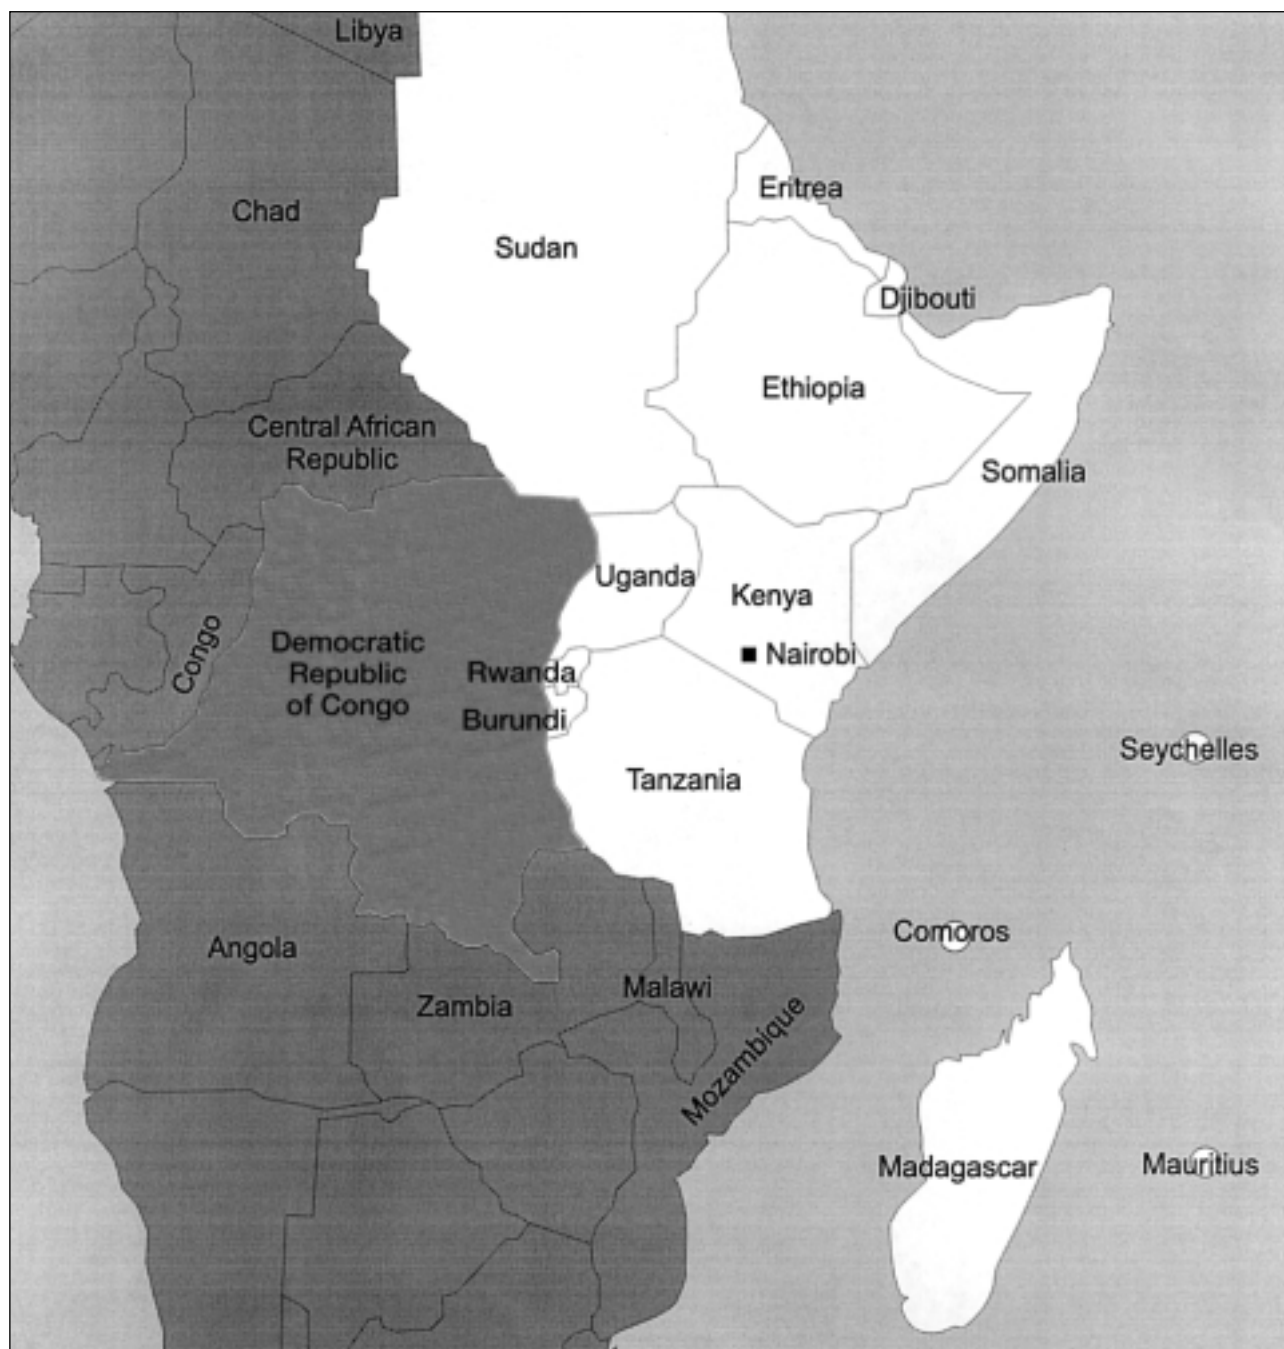 Libya
Eritrea
Chad
Sudan
Djibouti
Ethiopia
Central African
Republic
Somalia
Uganda
Kenya
Congo
Democratic
Republic
of Congo
Nairobi
Rwanda
Burundi
Seychelles
Tanzania
Comoros
Angola
Malawi
Zambia
Mozambique
Madagascar
Mauritius